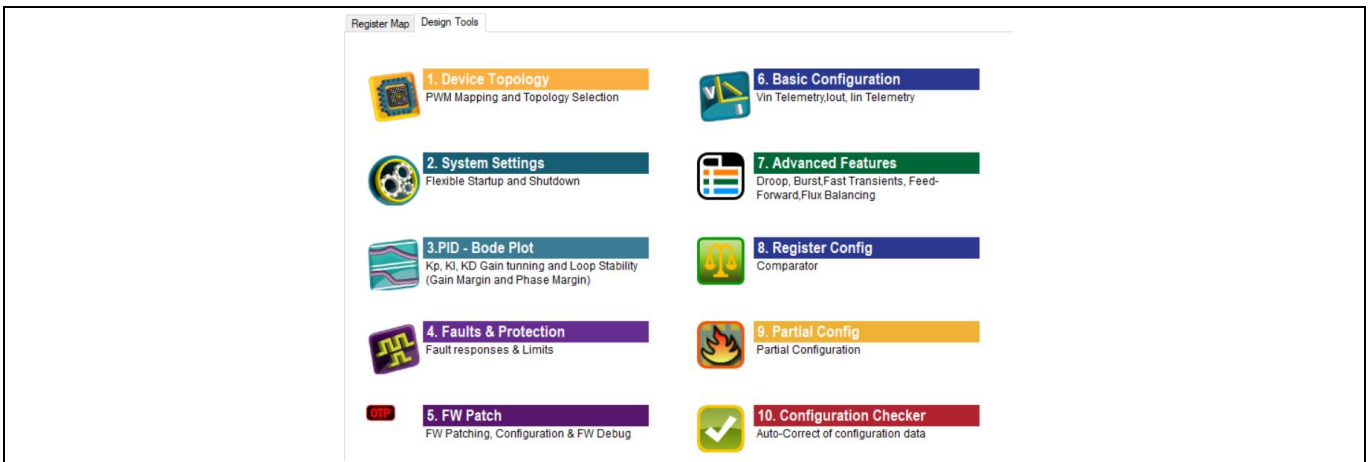 Register Map
Design Tools
1. Device Topology
PWM Mapping and Topology Selection
2. System Settings
Flexible Startup and Shutdown
3.PID - Bode Plot
Kp, KI, KD Gain tunning and Loop Stability
(Gain Margin and Phase Margin)
4. Faults & Protection
Fault responses & Limits
OTP
5. FW Patch
FW Patching, Configuration & FW Debug
6. Basic Configuration
Vin Telemetry,Iout, Iin Telemetry
7. Advanced Features
Droop, Burst,Fast Transients, Feed-
Forward,Flux Balancing
8. Register Config
Comparator
9. Partial Config
Partial Configuration
10. Configuration Checker
Auto-Correct of configuration data
V
I